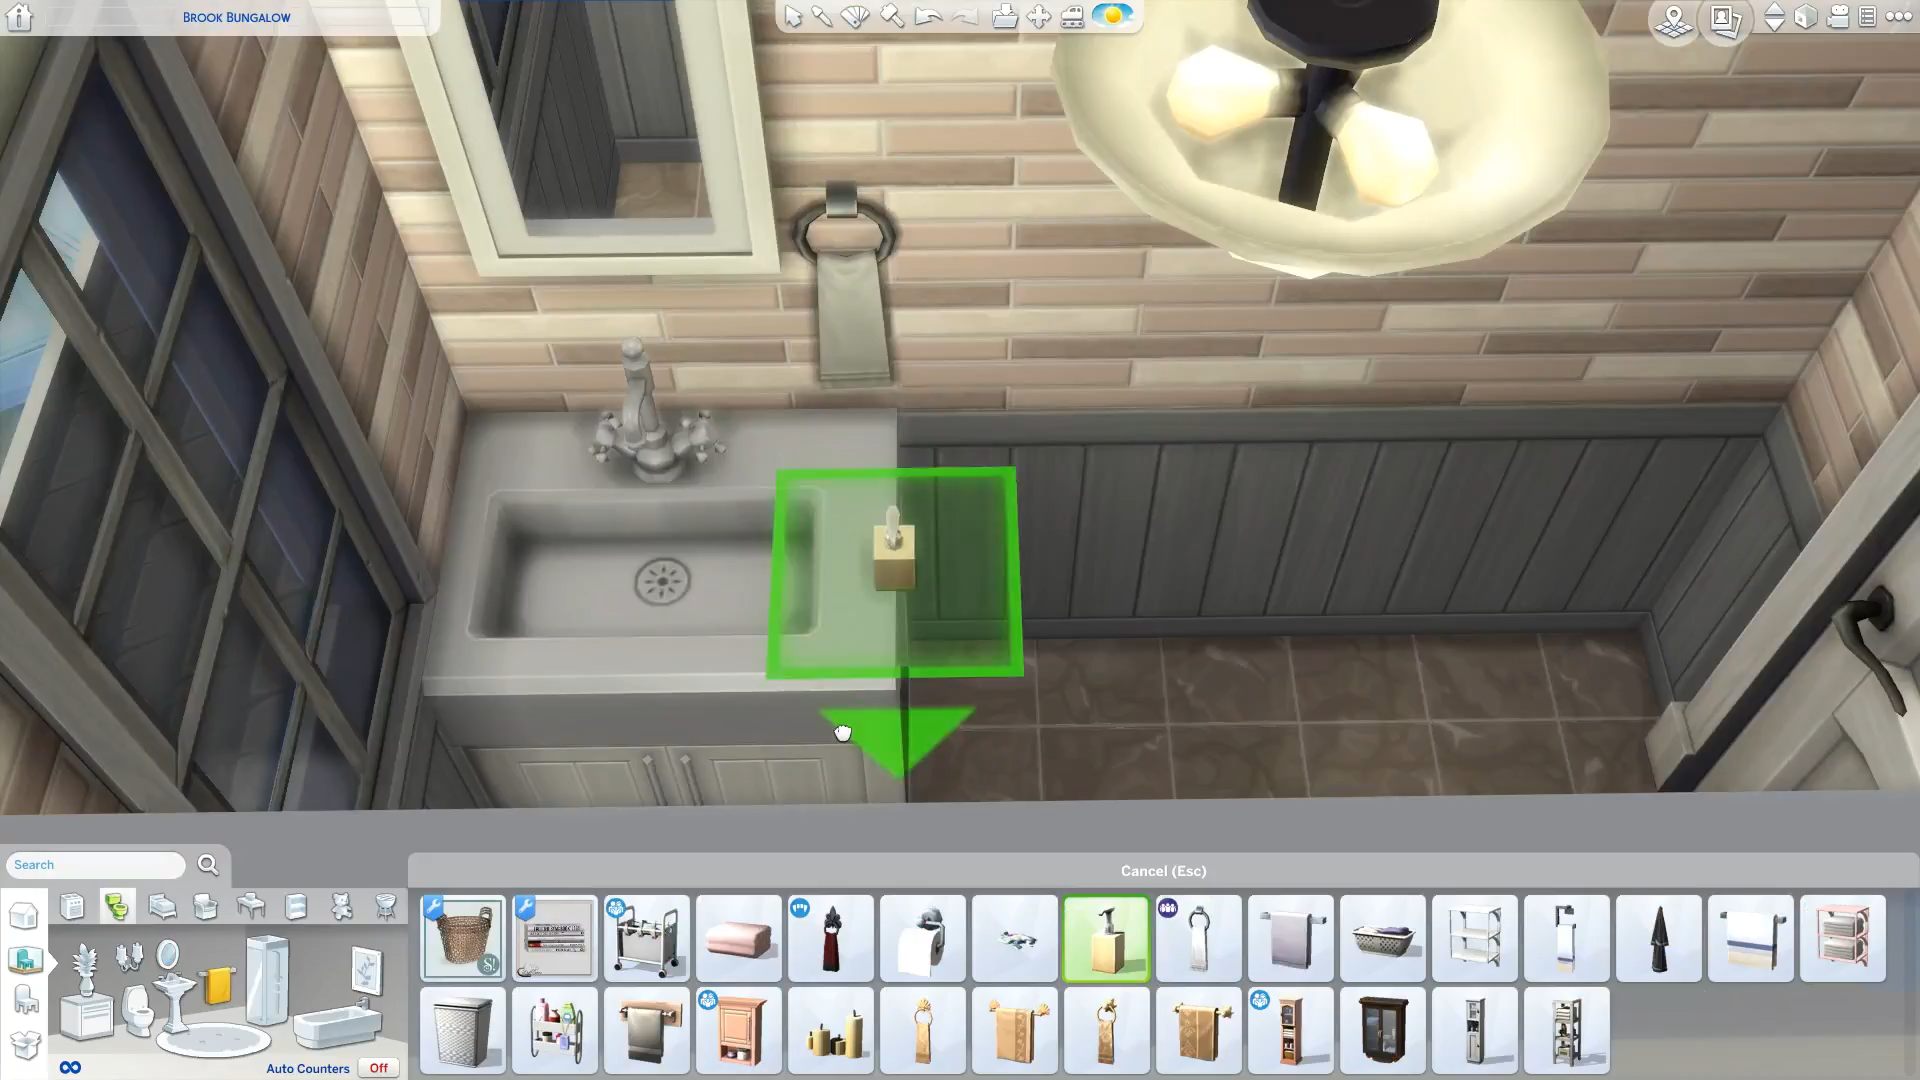 BROOK BUNGALOW
Search
Cancel (Esc)
Auto Counters
Off